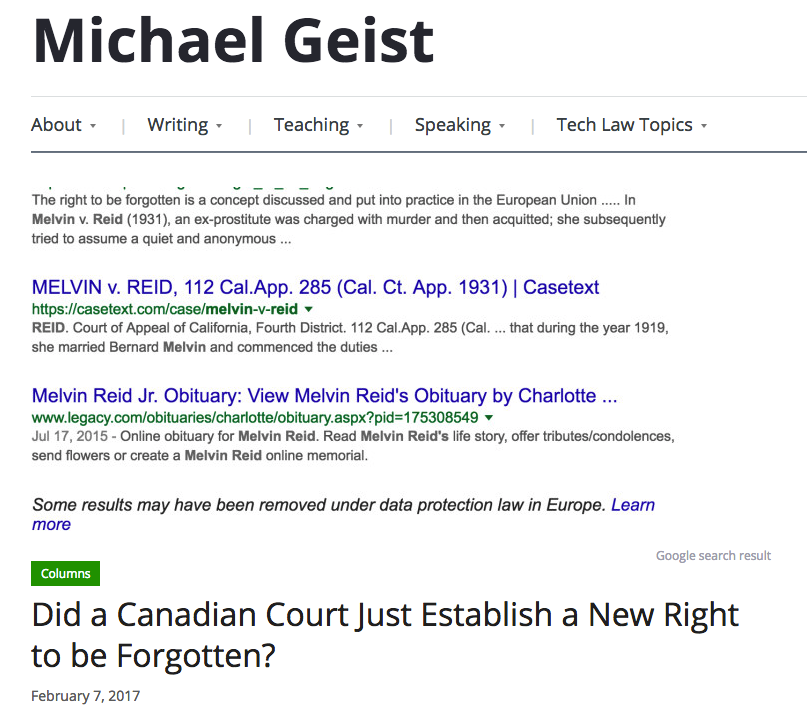 Michael Geist
About | Writing | Teaching | Speaking | Tech Law Topics
The right to be forgotten is a concept discussed and put into practice in the European Union ..... In
Melvin v. Reid (1931), an ex-prostitute was charged with murder and then acquitted; she subsequently
tried to assume a quiet and anonymous ...
MELVIN v. REID, 112 Cal.App. 285 (Cal. Ct. App. 1931) | Casetext
https://casetext.com/case/melvin-v-reid
REID. Court of Appeal of California, Fourth District. 112 Cal.App. 285 (Cal. ... that during the year 1919,
she married Bernard Melvin and commenced the duties ...
Melvin Reid Jr. Obituary: View Melvin Reid's Obituary by Charlotte ...
www.legacy.com/obituaries/charlotte/obituary.aspx?pid=175308549
Jul 17, 2015 - Online obituary for Melvin Reid. Read Melvin Reid's life story, offer tributes/condolences,
send flowers or create a Melvin Reid online memorial.
Some results may have been removed under data protection law in Europe. Learn
more
Google search result
Columns
Did a Canadian Court Just Establish a New Right
to be Forgotten?
February 7, 2017